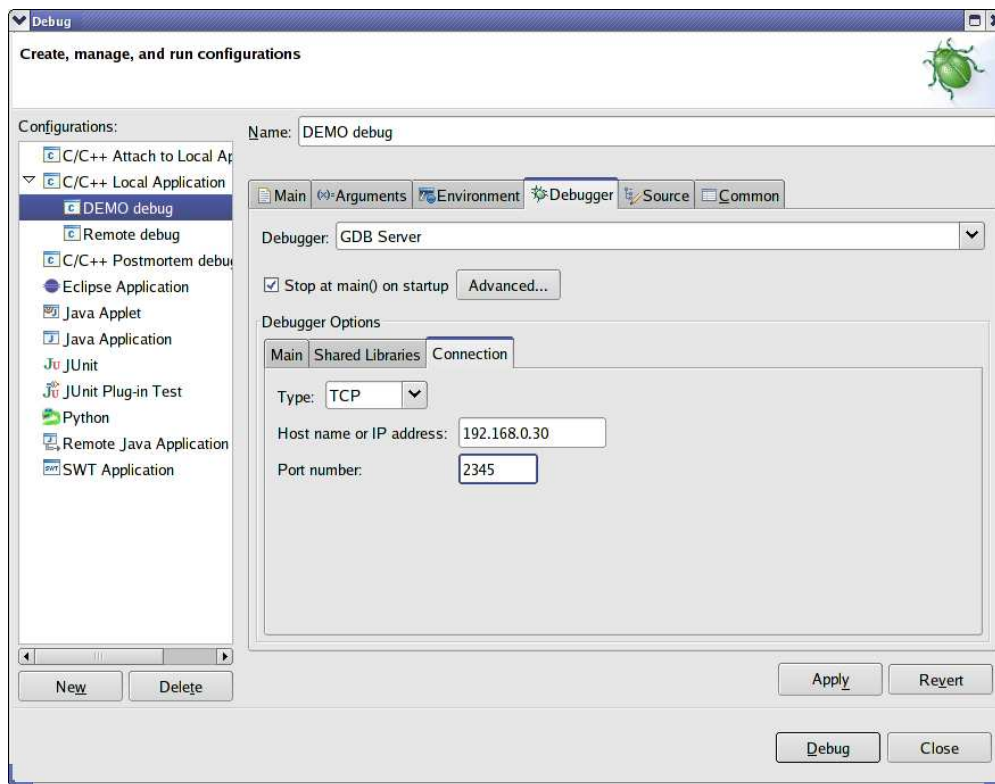 Debug
Create, manage, and run configurations
Configurations:
C/C++ Attach to Local Ap
C/C++ Local Application
DEMO debug
Remote debug
C/C++ Postmortem debu
Eclipse Application
Java Applet
Java Application
JUnit
JUnit Plug-in Test
Python
Remote Java Application
SWT Application
New Delete
Name: DEMO debug
Main (x)= Arguments Environment Debugger Source Common
Debugger: GDB Server
Stop at main() on startup Advanced...
Debugger Options
Main Shared Libraries Connection
Type: TCP
Host name or IP address: 192.168.0.30
Port number: 2345
Apply Revert
Debug Close